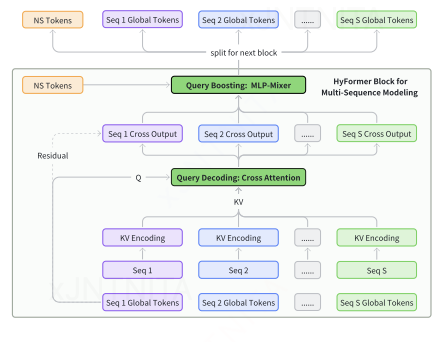 NS Tokens
Seq 1 Global Tokens
Seq 2 Global Tokens
......
Seq S Global Tokens
split for next block
NS Tokens
Query Boosting: MLP-Mixer
HyFormer Block for
Multi-Sequence Modeling
Seq 1 Cross Output
Seq 2 Cross Output
......
Seq S Cross Output
Residual
Q
Query Decoding: Cross Attention
KV
KV Encoding
KV Encoding
......
KV Encoding
Seq 1
Seq 2
......
Seq S
Seq 1 Global Tokens
Seq 2 Global Tokens
......
Seq S Global Tokens